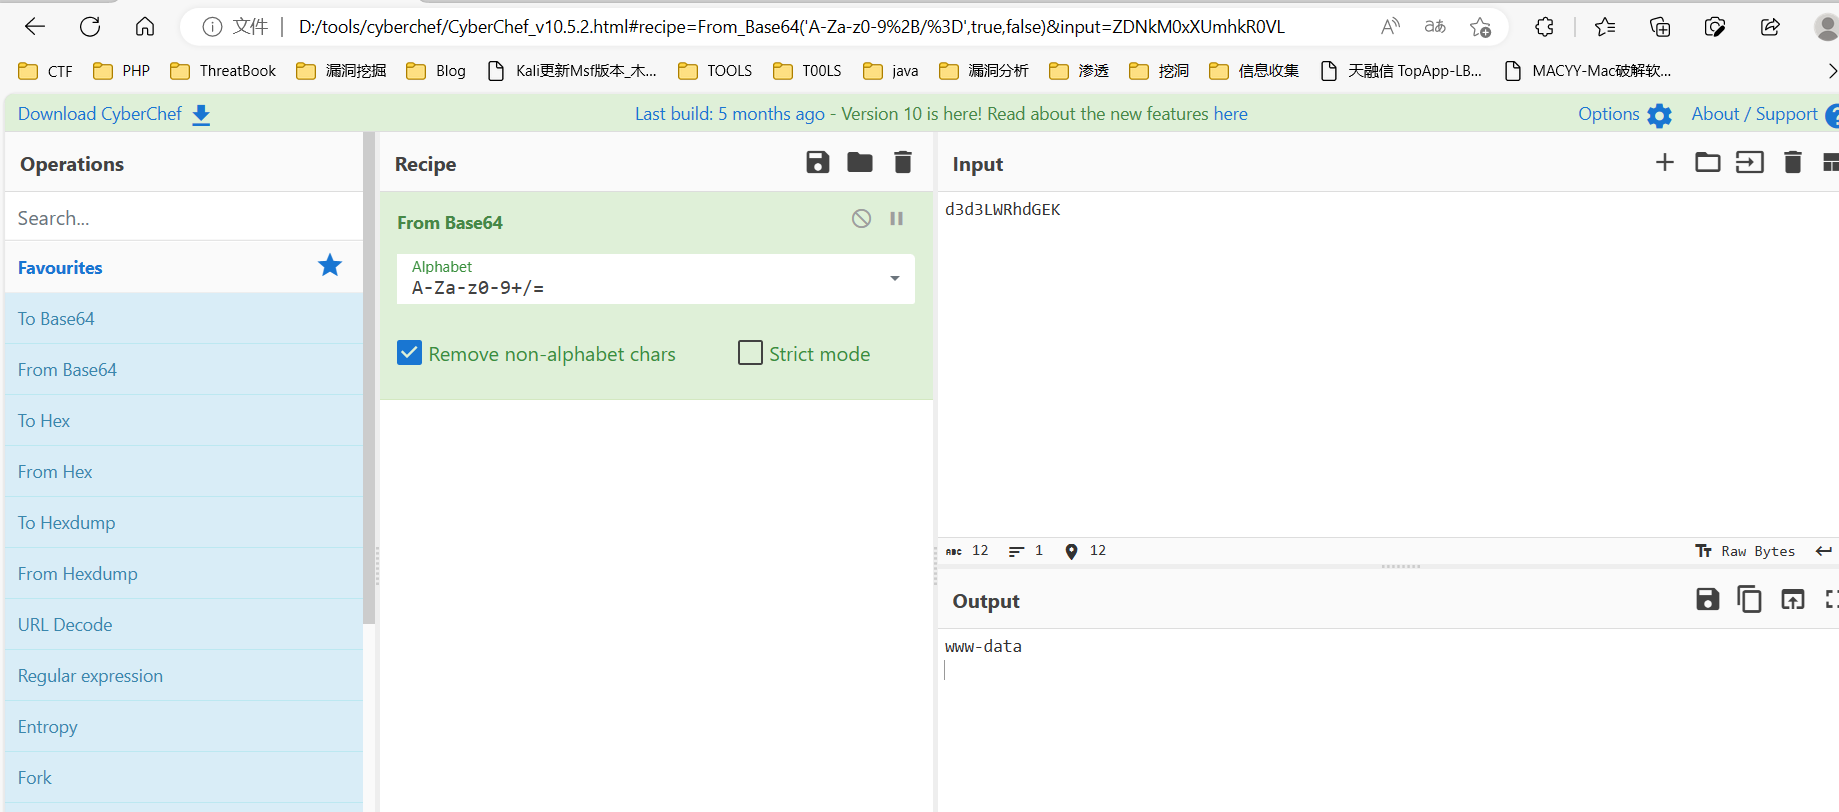 文件 D:/tools/cyberchef/CyberChef_v10.5.2.html#recipe=From_Base64('A-Za-z0-9%2B/%3D',true,false)&input=ZDNkM0xXUmhkR0VL
CTF PHP ThreatBook 漏洞挖掘 Blog Kali更新Msf版本_木... TOOLS T00LS java 漏洞分析 渗透 挖洞 信息收集 天融信 TopApp-LB... MACYY-Mac破解软...
Download CyberChef
Last build: 5 months ago - Version 10 is here! Read about the new features here
Options About / Support
Operations
Search...
Favourites
To Base64
From Base64
To Hex
From Hex
To Hexdump
From Hexdump
URL Decode
Regular expression
Entropy
Fork
Recipe
From Base64
Alphabet
A-Za-z0-9+/=
Remove non-alphabet chars
Strict mode
Input
d3d3LWRhdGEK
ABC 12 1 12
Tт Raw Bytes
Output
www-data